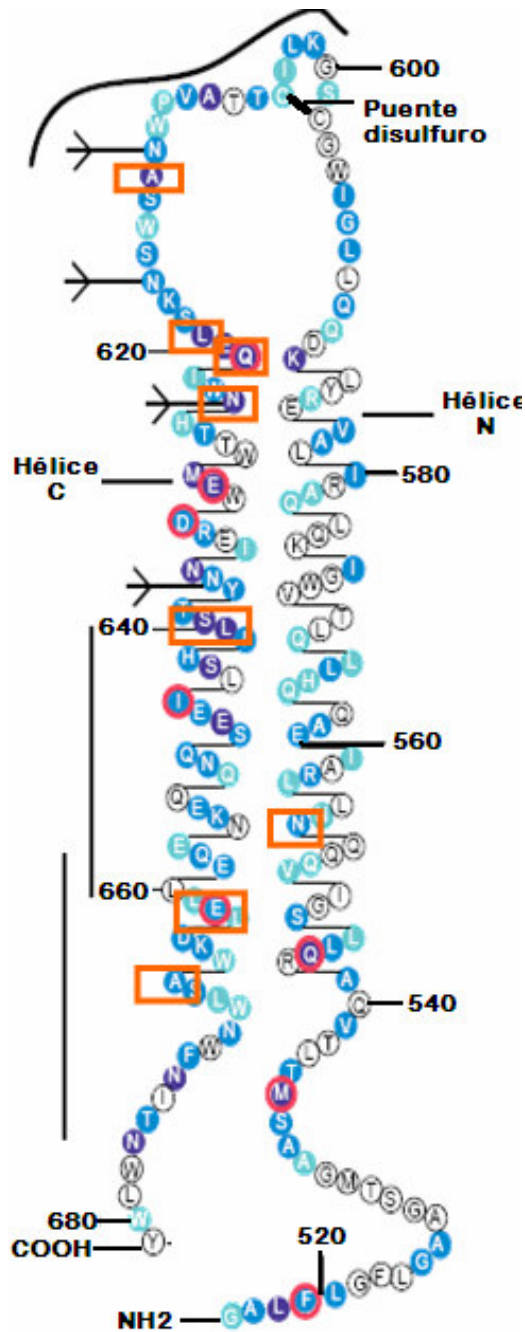 L K
I G 600
P V A T T C S
Puente
disulfuro
W C
N G
A W
S I
W G
S L
N L
K Q
S Q
L D
620 Q K
I W N E R Y L
H T T W L A V
Hélice
N
Hélice
C
M E W Q A R I 580
D R E I K Q L
N N Y V W G I
640 T S L Q L T
H S L Q H L L
I E E S E A Q
560
Q N Q L R A I
Q E K N N L
E Q E V Q Q Q
660 L E L S G I
D K W R Q L L
A L W A
N Q 540
W V
F T
N L
I T
T M
N S
W A
L A
680 W A G M T S G A
COOH Y
520
A
G
NH2 G A L F L G F L